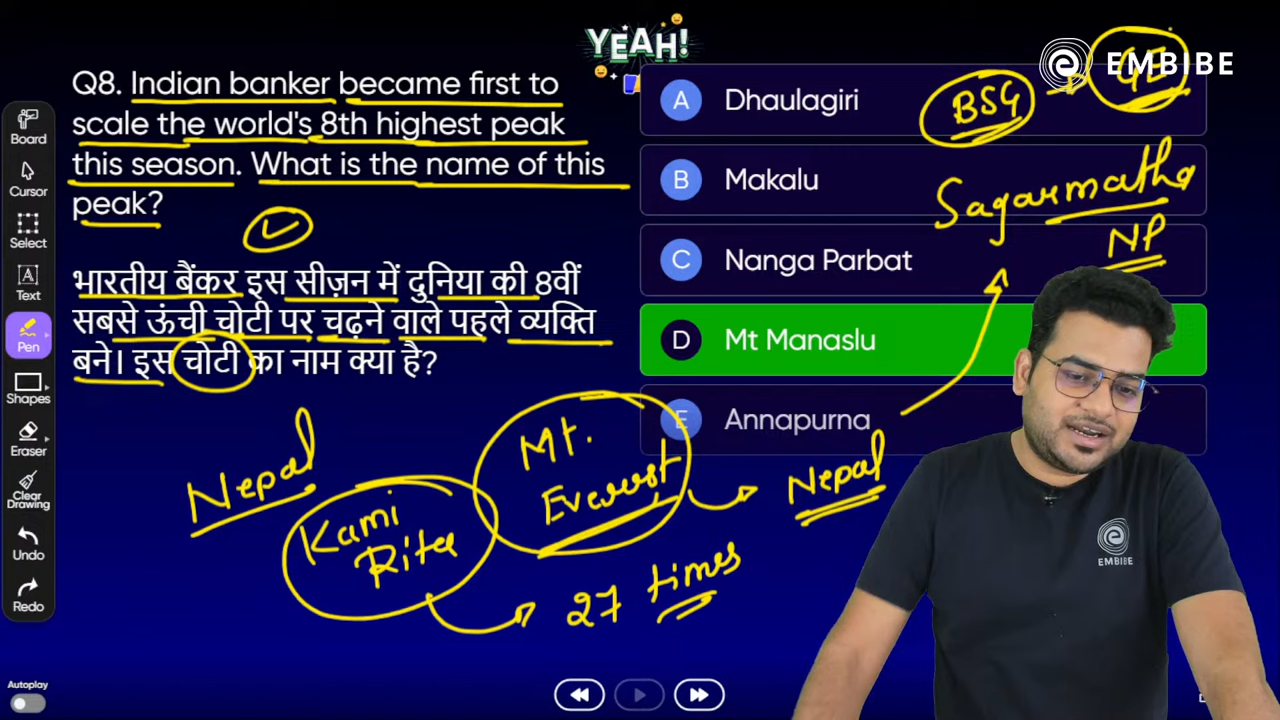 YEAH!
EMBIBE
Q8. Indian banker became first to
scale the world's 8th highest peak
this season. What is the name of this
peak?
भारतीय बैंकर इस सीज़न में दुनिया की 8वीं
सबसे ऊंची चोटी पर चढ़ने वाले पहले व्यक्ति
बने। इस चोटी का नाम क्या है?
A Dhaulagiri
B Makalu
C Nanga Parbat
D Mt Manaslu
E Annapurna
BSG
Sagarmatha
NP
Nepal
Kami
Rita
Mt.
Everest
Nepal
27 times
Board
Cursor
Select
Text
Pen
Shapes
Eraser
Clear
Drawing
Undo
Redo
Autoplay
EMBIBE